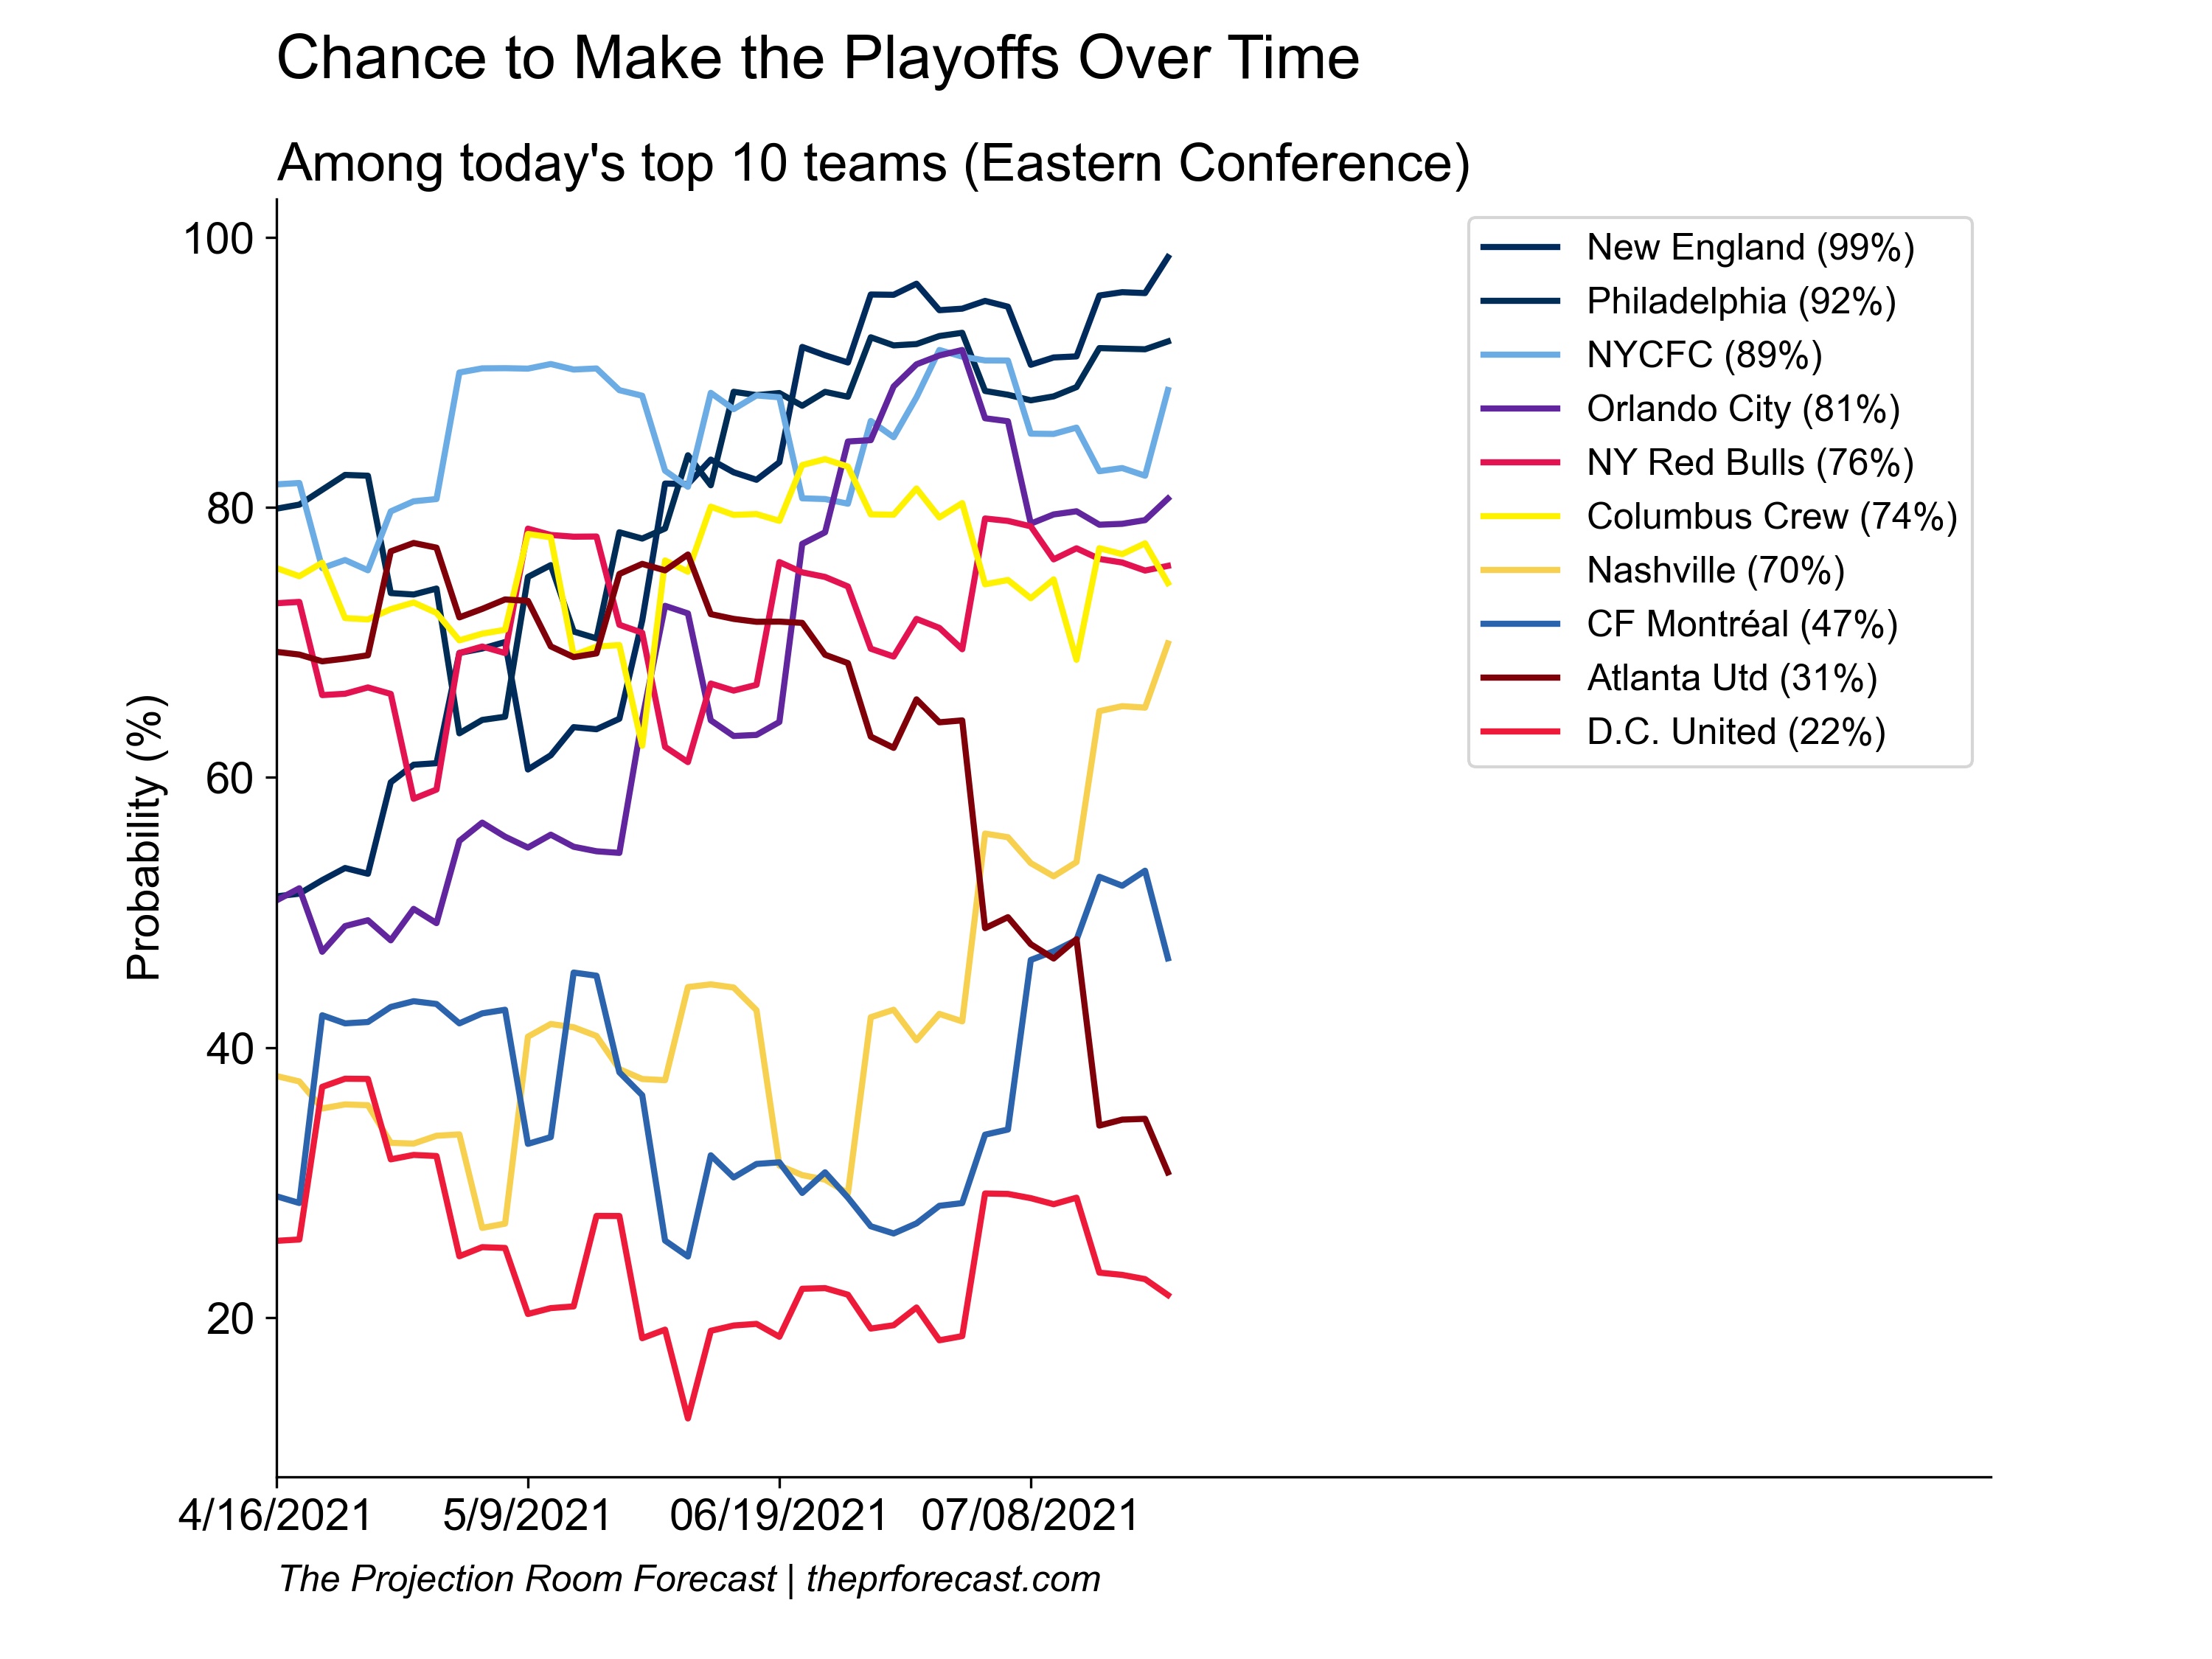 Chance to Make the Playoffs Over Time
Among today's top 10 teams (Eastern Conference)
100
80
60
40
20
Probability (%)
New England (99%)
Philadelphia (92%)
NYCFC (89%)
Orlando City (81%)
NY Red Bulls (76%)
Columbus Crew (74%)
Nashville (70%)
CF Montréal (47%)
Atlanta Utd (31%)
D.C. United (22%)
4/16/2021 5/9/2021 06/19/2021 07/08/2021
The Projection Room Forecast | theprforecast.com